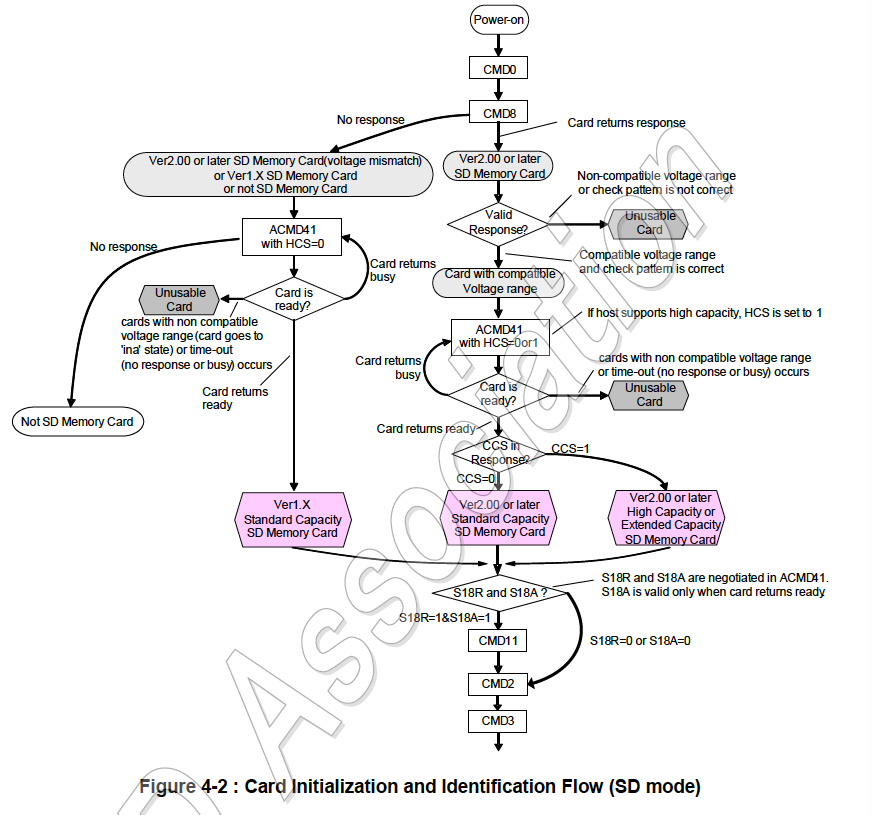 Power-on
CMD0
CMD8
No response
Card returns response
Ver2.00 or later SD Memory Card(voltage mismatch)
or Ver1.X SD Memory Card
or not SD Memory Card
Ver2.00 or later
SD Memory Card
Non-compatible voltage range
or check pattern is not correct
Valid
Response?
Unusable
Card
ACMD41
with HCS=0
No response
Card returns
busy
Compatible voltage range
and check pattern is correct
Card with compatible
Voltage range
Unusable
Card
Card is
ready?
cards with non compatible
voltage range (card goes to
'ina' state) or time-out
(no response or busy) occurs
If host supports high capacity, HCS is set to 1
ACMD41
with HCS=0or1
Card returns
busy
cards with non compatible voltage range
or time-out (no response or busy) occurs
Card is
ready?
Unusable
Card
Card returns
ready
Not SD Memory Card
Card returns ready
CCS in
Response?
CCS=1
CCS=0
Ver1.X
Standard Capacity
SD Memory Card
Ver2.00 or later
Standard Capacity
SD Memory Card
Ver2.00 or later
High Capacity or
Extended Capacity
SD Memory Card
S18R and S18A ?
S18R and S18A are negotiated in ACMD41.
S18A is valid only when card returns ready.
S18R=1&S18A=1
S18R=0 or S18A=0
CMD11
CMD2
CMD3
D Association
Figure 4-2 : Card Initialization and Identification Flow (SD mode)